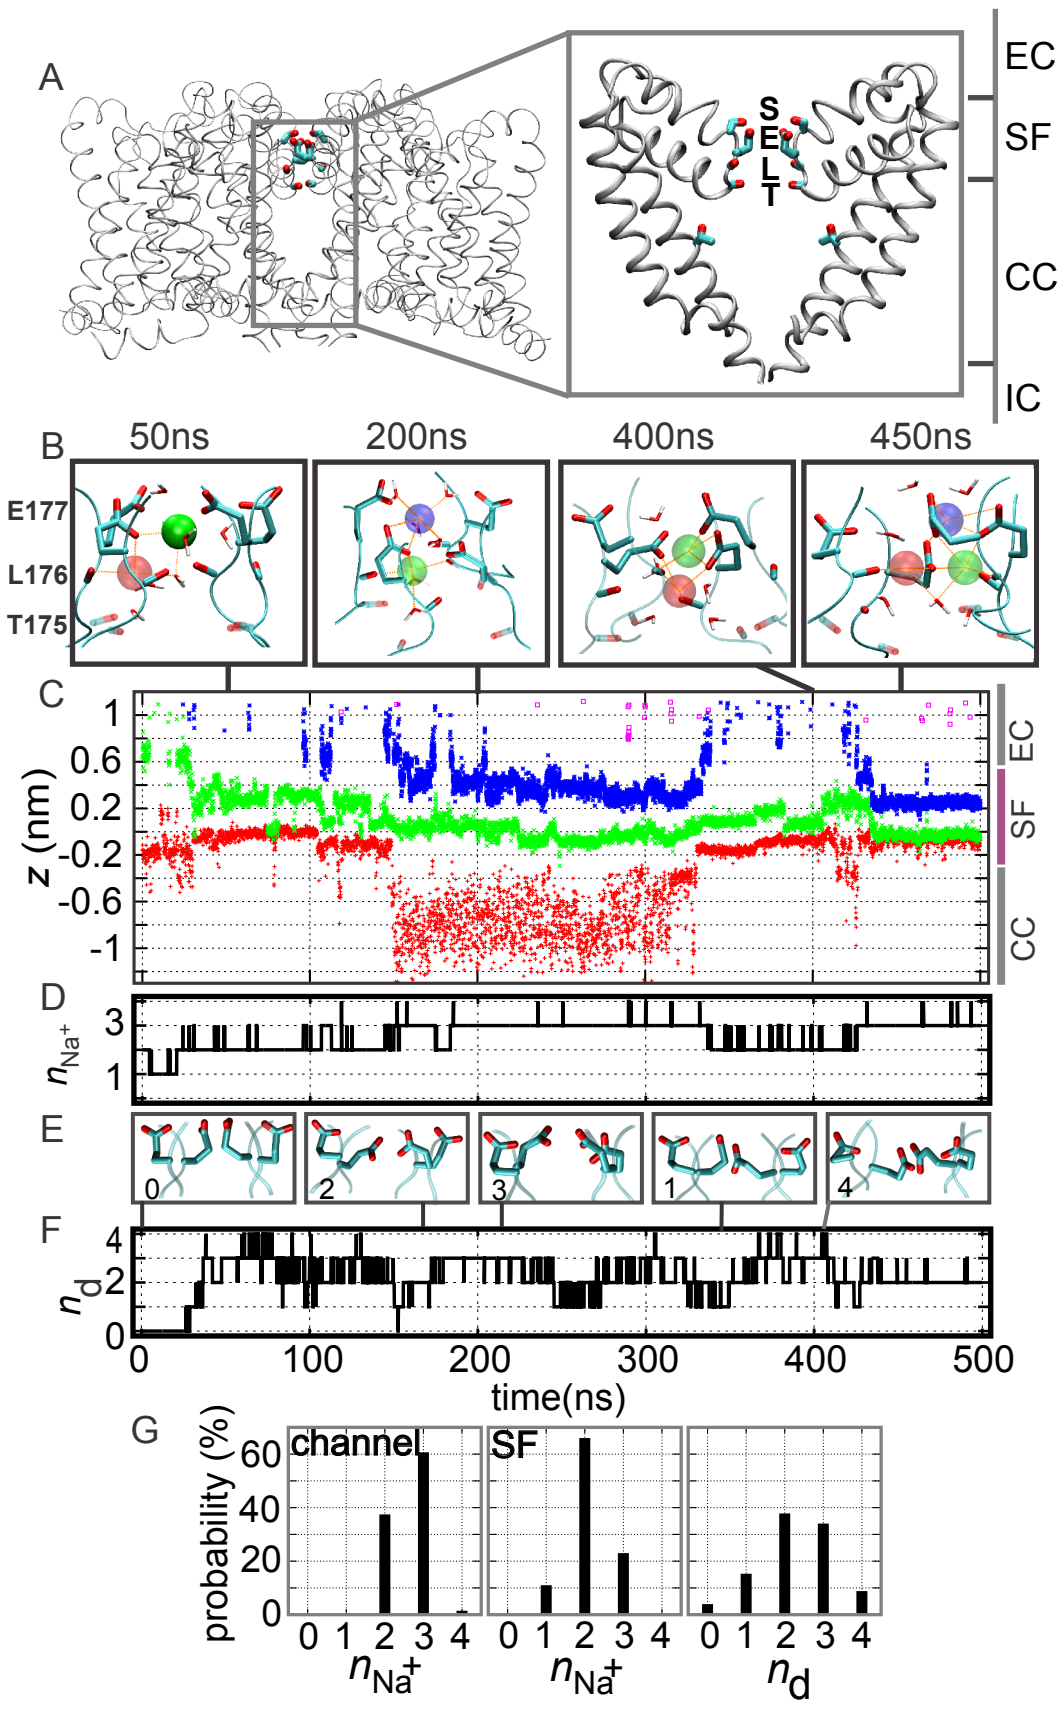 A
S
E
L
T
EC
SF
CC
IC
B
50ns
200ns
400ns
450ns
E177
L176
T175
C
1
0.6
0.2
-0.2
-0.6
-1
z (nm)
EC
SF
CC
D
3
1
nNa+
E
0
2
3
1
4
F
4
2
0
nd
0
100
200
300
400
500
time(ns)
G
channel
SF
60
40
20
0
probability (%)
0 1 2 3 4
0 1 2 3 4
0 1 2 3 4
nNa+
nNa+
nd